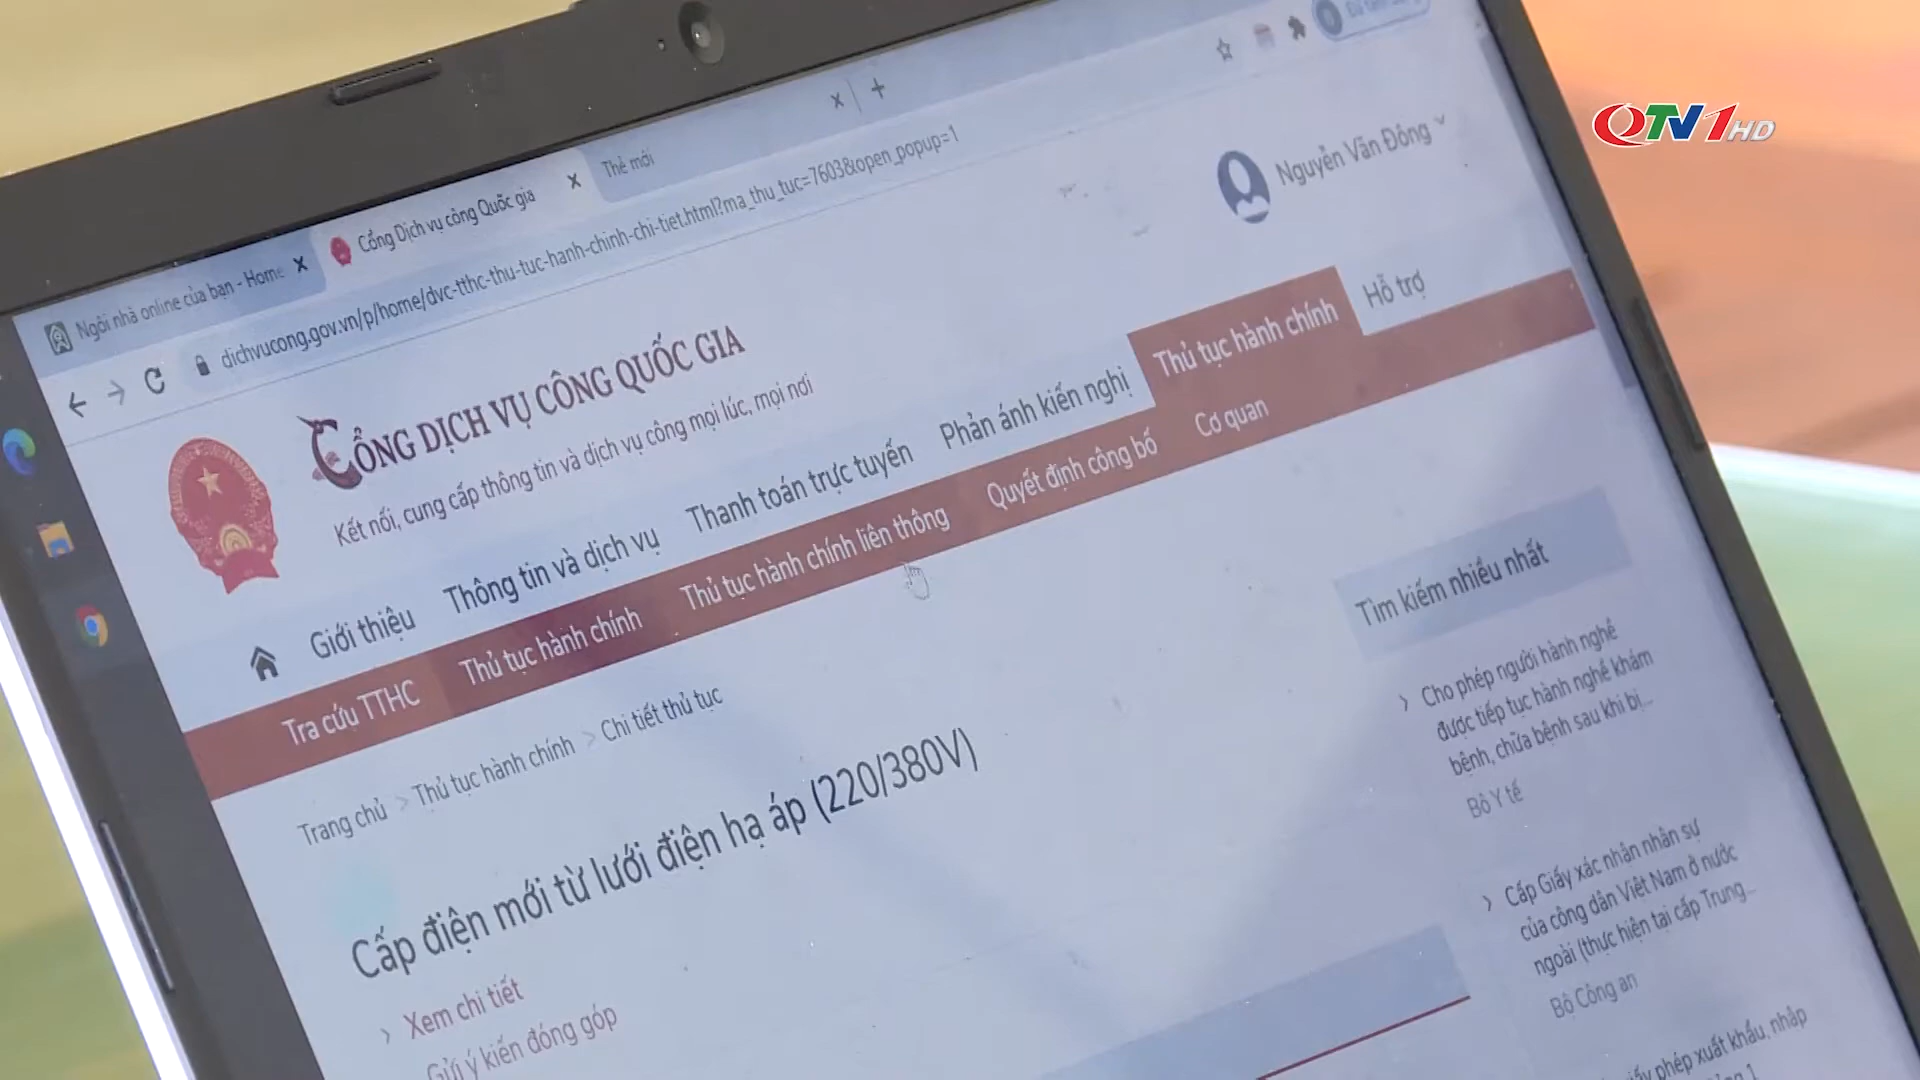 QTV1HD
Ngôi nhà online của bạn - Home
Cổng Dịch vụ công Quốc gia
Thẻ mới
dichvucong.gov.vn/p/home/dvc-tthc-thu-tuc-hanh-chinh-chi-tiet.html?ma_thu_tuc=7603&open_popup=1
Nguyễn Văn Đông
CỔNG DỊCH VỤ CÔNG QUỐC GIA
Kết nối, cung cấp thông tin và dịch vụ công mọi lúc, mọi nơi
Giới thiệu Thông tin và dịch vụ Thanh toán trực tuyến Phản ánh kiến nghị Thủ tục hành chính Hỗ trợ
Tra cứu TTHC Thủ tục hành chính Thủ tục hành chính liên thông Quyết định công bố Cơ quan
Trang chủ > Thủ tục hành chính > Chi tiết thủ tục
Cấp điện mới từ lưới điện hạ áp (220/380V)
Xem chi tiết
Gửi ý kiến đóng góp
Tìm kiếm nhiều nhất
Cho phép người hành nghề
được tiếp tục hành nghề khám
bệnh, chữa bệnh sau khi bị...
Bộ Y tế
Cấp Giấy xác nhận nhân sự
của công dân Việt Nam ở nước
ngoài (thực hiện tại cấp Trung...
Bộ Công an
phép xuất khẩu, nhập